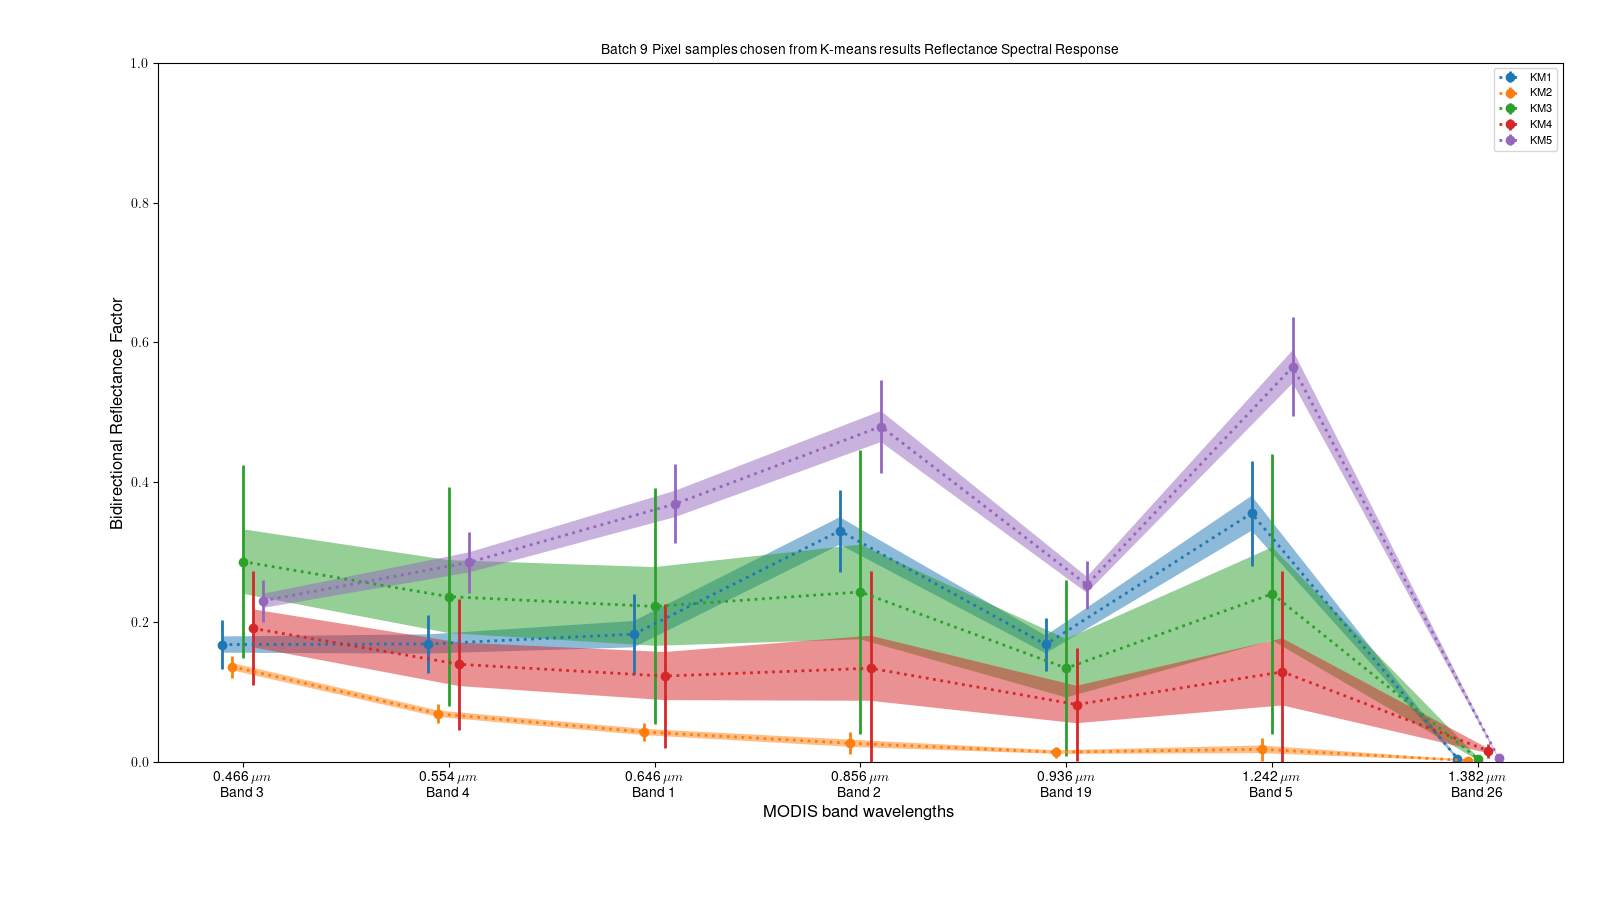 Batch 9 Pixel samples chosen from K-means results Reflectance Spectral Response
1.0
0.8
0.6
0.4
0.2
0.0
Bidirectional Reflectance Factor
KM1
KM2
KM3
KM4
KM5
0.466 μm 0.554 μm 0.646 μm 0.856 μm 0.936 μm 1.242 μm 1.382 μm
Band 3 Band 4 Band 1 Band 2 Band 19 Band 5 Band 26
MODIS band wavelengths